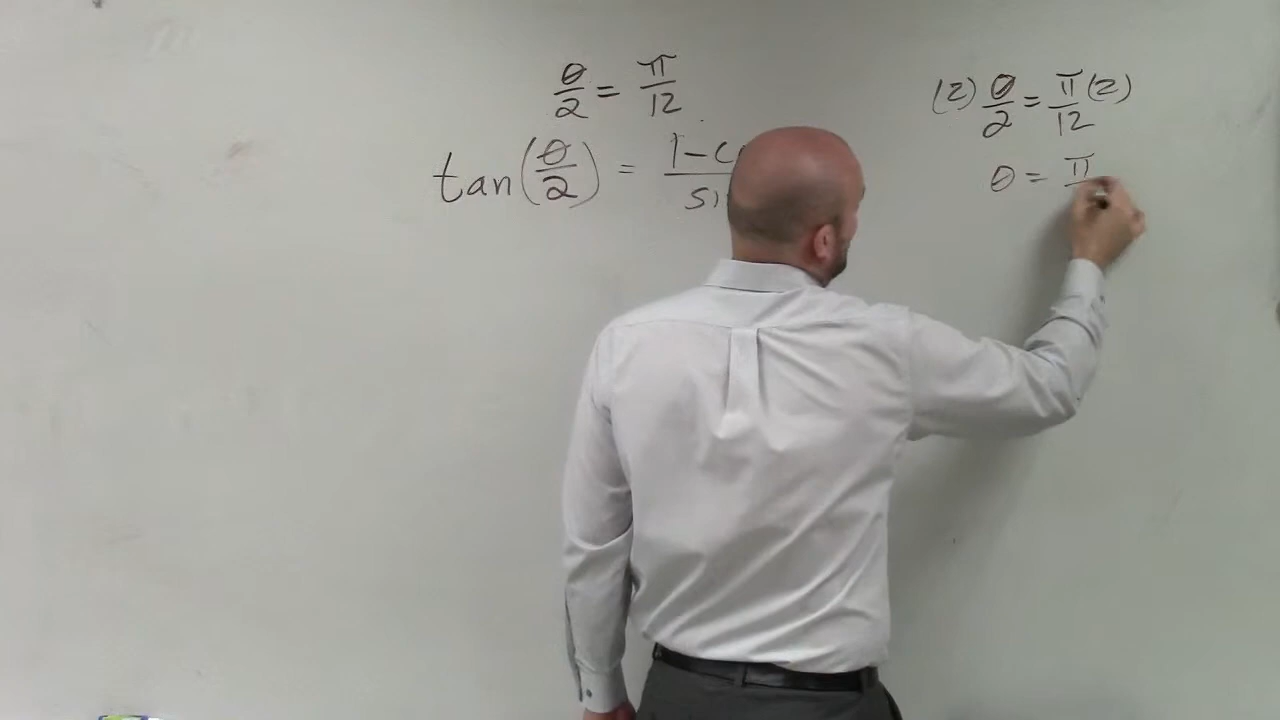 θ/2 = π/12
tan(θ/2) = 1-c / si
(2) θ/2 = π/12 (2)
θ = π